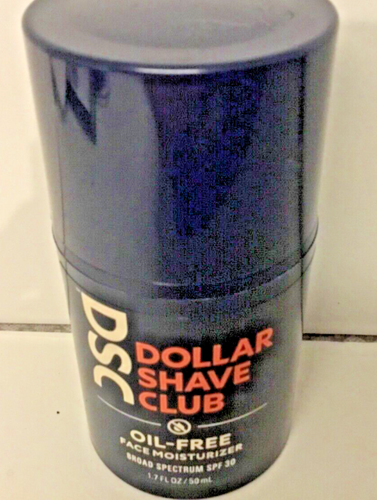 DSC
DOLLAR
SHAVE
CLUB
OIL-FREE
FACE MOISTURIZER
BROAD SPECTRUM SPF 30
1.7 FL OZ / 50 mL